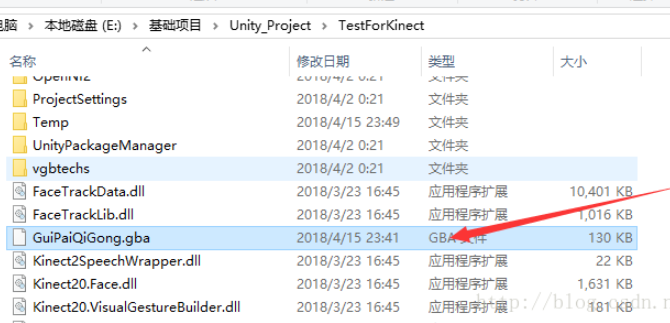 电脑 › 本地磁盘 (E:) › 基础项目 › Unity_Project › TestForKinect
名称 修改日期 类型 大小
OpenNI2 2018/4/2 0:21 文件夹
ProjectSettings 2018/4/2 0:21 文件夹
Temp 2018/4/15 23:49 文件夹
UnityPackageManager 2018/4/2 0:21 文件夹
vgbtechs 2018/4/2 0:21 文件夹
FaceTrackData.dll 2018/3/23 16:45 应用程序扩展 10,401 KB
FaceTrackLib.dll 2018/3/23 16:45 应用程序扩展 1,016 KB
GuiPaiQiGong.gba 2018/4/15 23:41 GBA 文件 130 KB
Kinect2SpeechWrapper.dll 2018/3/23 16:45 应用程序扩展 22 KB
Kinect20.Face.dll 2018/3/23 16:45 应用程序扩展 1,631 KB
Kinect20.VisualGestureBuilder.dll 2018/3/23 16:45 应用程序扩展 181 KB
http://blog.csdn.n